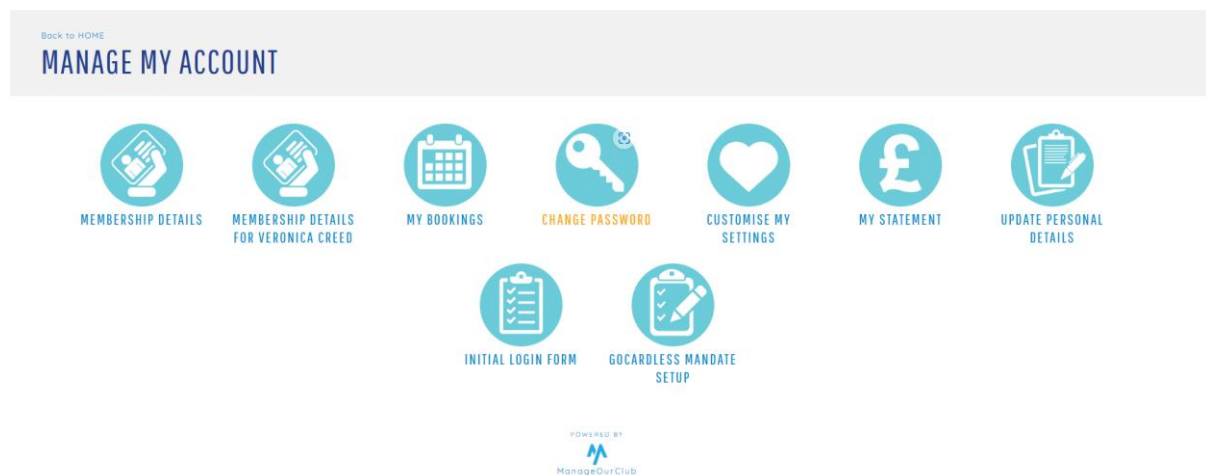 Back to HOME
MANAGE MY ACCOUNT
MEMBERSHIP DETAILS
MEMBERSHIP DETAILS
FOR VERONICA CREED
MY BOOKINGS
CHANGE PASSWORD
CUSTOMISE MY
SETTINGS
£
MY STATEMENT
UPDATE PERSONAL
DETAILS
INITIAL LOGIN FORM
GOCARDLESS MANDATE
SETUP
POWERED BY
ManageOurClub